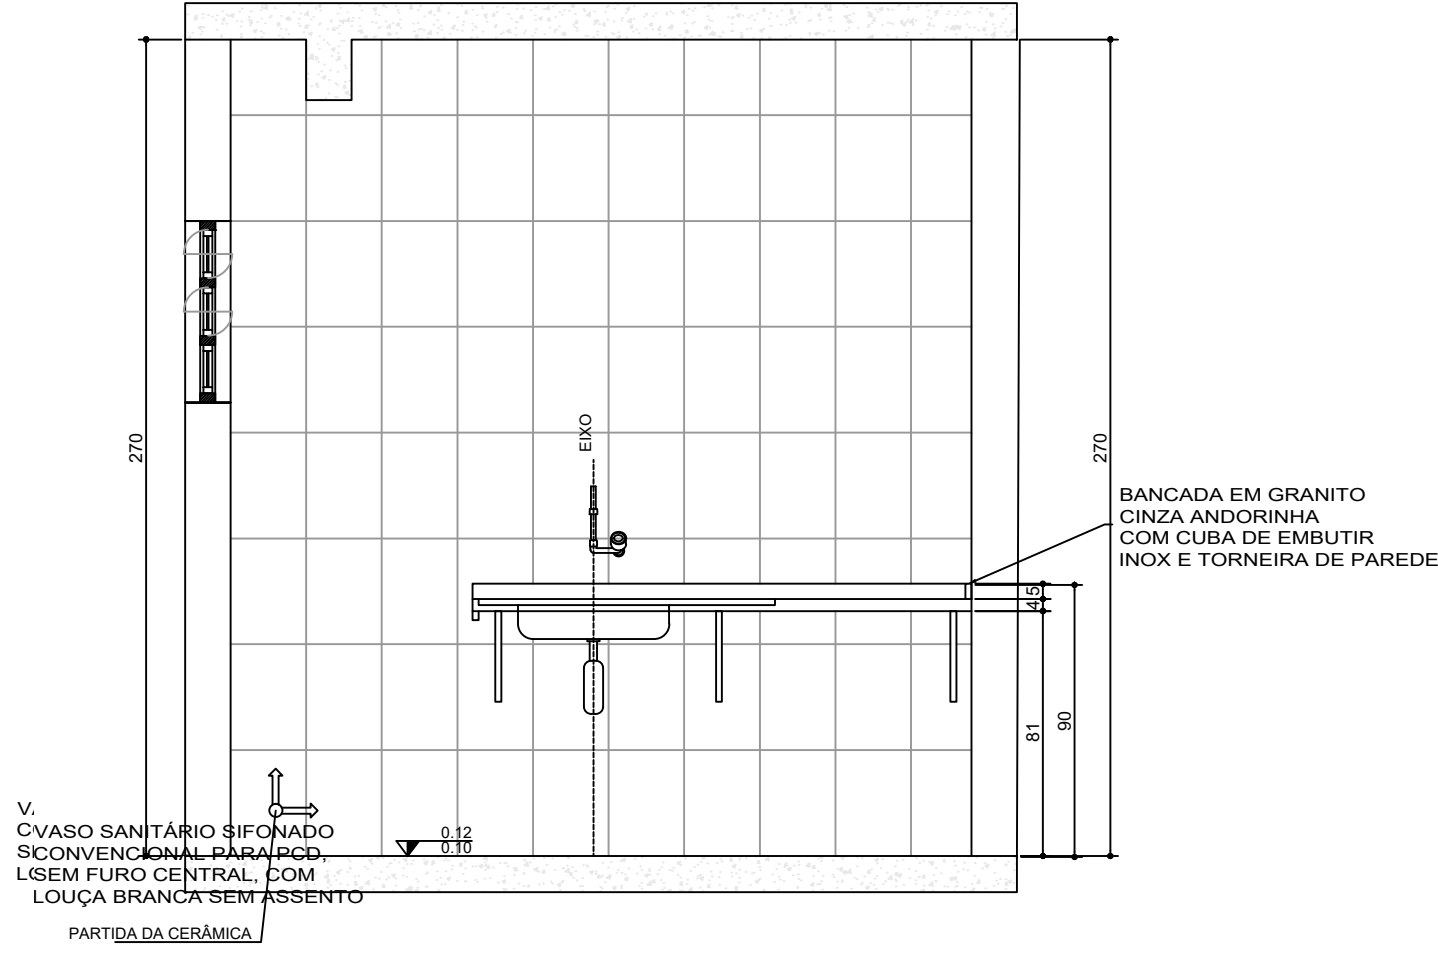 EIXO
270
270
BANCADA EM GRANITO
CINZA ANDORINHA
COM CUBA DE EMBUTIR
INOX E TORNEIRA DE PAREDE
5
4
81
90
0.12
0.10
VASO SANITÁRIO SIFONADO
CONVENCIONAL PARA PCD,
SEM FURO CENTRAL, COM
LOUÇA BRANCA SEM ASSENTO
PARTIDA DA CERÂMICA